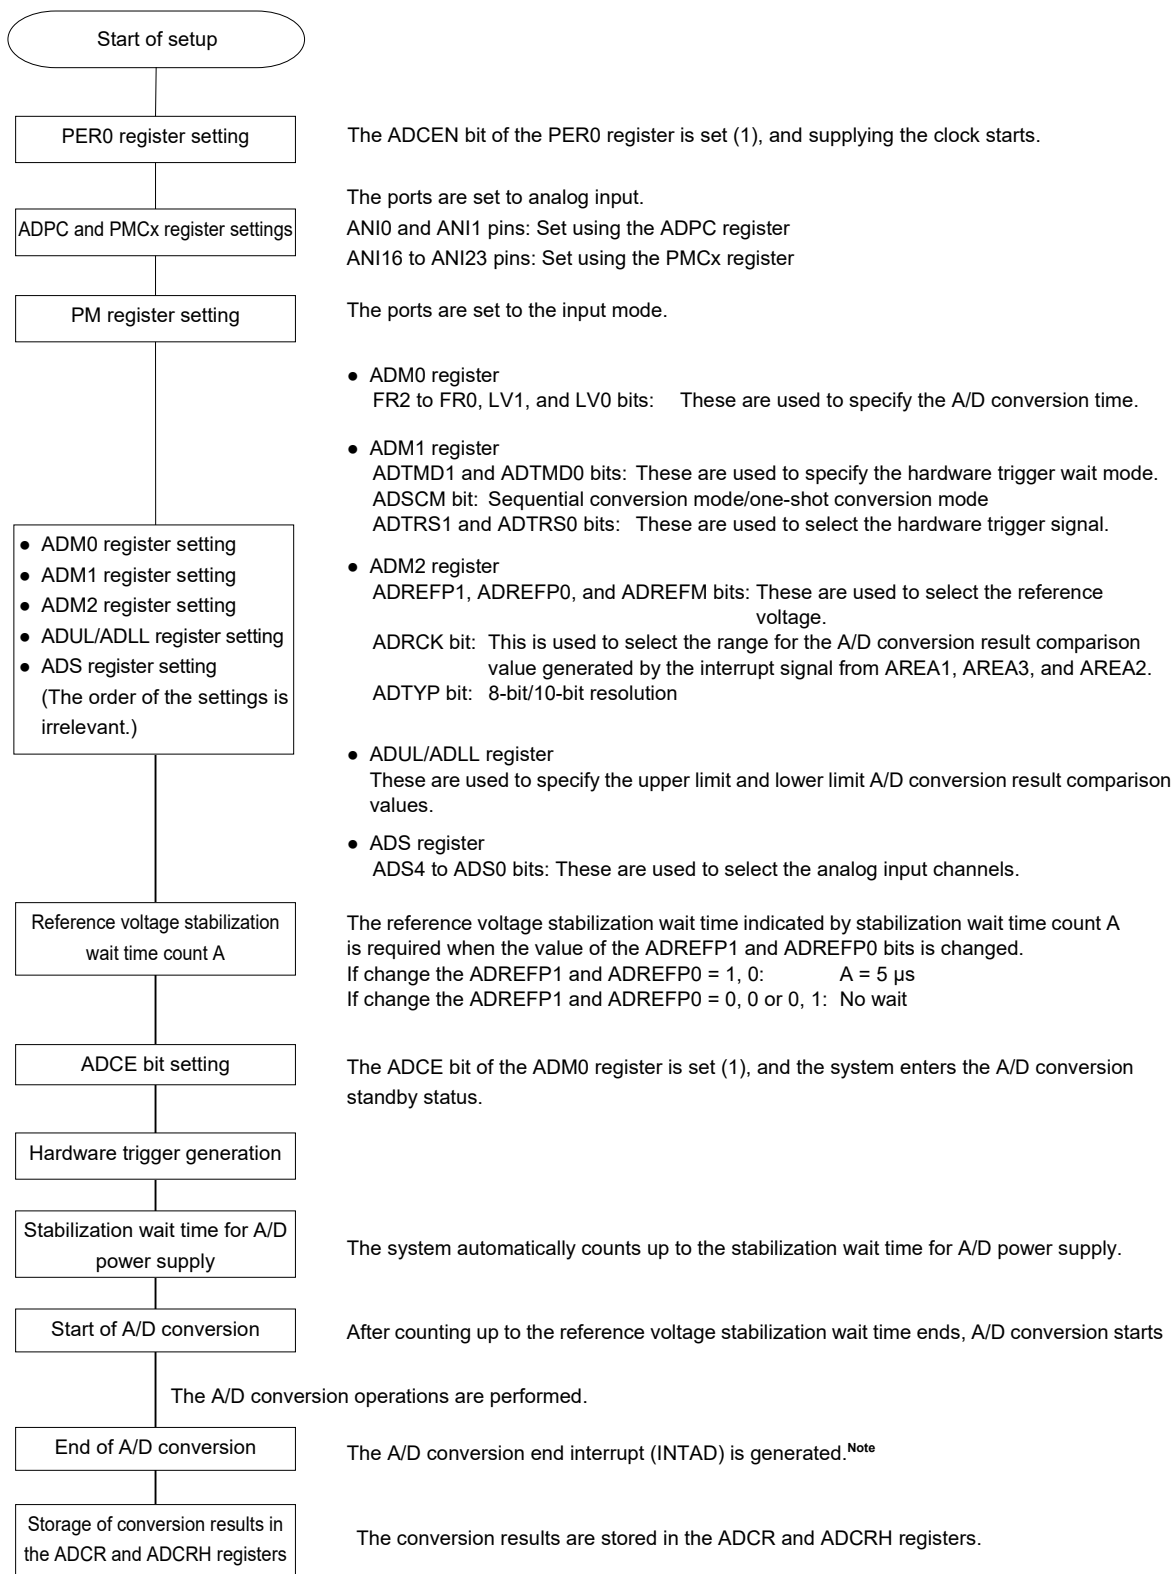 Start of setup
PER0 register setting
The ADCEN bit of the PER0 register is set (1), and supplying the clock starts.
The ports are set to analog input.
ADPC and PMCx register settings
ANI0 and ANI1 pins: Set using the ADPC register
ANI16 to ANI23 pins: Set using the PMCx register
PM register setting
The ports are set to the input mode.
● ADM0 register
FR2 to FR0, LV1, and LV0 bits: These are used to specify the A/D conversion time.
● ADM1 register
ADTMD1 and ADTMD0 bits: These are used to specify the hardware trigger wait mode.
ADSCM bit: Sequential conversion mode/one-shot conversion mode
ADTRS1 and ADTRS0 bits: These are used to select the hardware trigger signal.
● ADM0 register setting
● ADM1 register setting
● ADM2 register setting
● ADUL/ADLL register setting
● ADS register setting
(The order of the settings is
irrelevant.)
● ADM2 register
ADREFP1, ADREFP0, and ADREFM bits: These are used to select the reference
voltage.
ADRCK bit: This is used to select the range for the A/D conversion result comparison
value generated by the interrupt signal from AREA1, AREA3, and AREA2.
ADTYP bit: 8-bit/10-bit resolution
● ADUL/ADLL register
These are used to specify the upper limit and lower limit A/D conversion result comparison
values.
● ADS register
ADS4 to ADS0 bits: These are used to select the analog input channels.
Reference voltage stabilization
wait time count A
The reference voltage stabilization wait time indicated by stabilization wait time count A
is required when the value of the ADREFP1 and ADREFP0 bits is changed.
If change the ADREFP1 and ADREFP0 = 1, 0: A = 5 μs
If change the ADREFP1 and ADREFP0 = 0, 0 or 0, 1: No wait
ADCE bit setting
The ADCE bit of the ADM0 register is set (1), and the system enters the A/D conversion
standby status.
Hardware trigger generation
Stabilization wait time for A/D
power supply
The system automatically counts up to the stabilization wait time for A/D power supply.
Start of A/D conversion
After counting up to the reference voltage stabilization wait time ends, A/D conversion starts
The A/D conversion operations are performed.
End of A/D conversion
The A/D conversion end interrupt (INTAD) is generated.Note
Storage of conversion results in
the ADCR and ADCRH registers
The conversion results are stored in the ADCR and ADCRH registers.